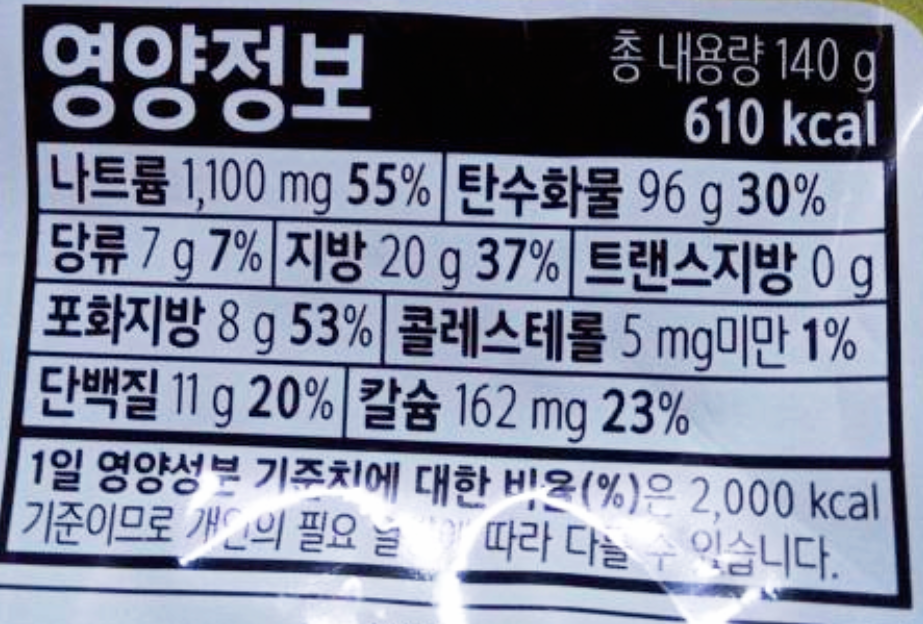 영양정보
총 내용량 140 g
610 kcal
나트륨 1,100 mg 55% 탄수화물 96 g 30%
당류 7 g 7% 지방 20 g 37% 트랜스지방 0 g
포화지방 8 g 53% 콜레스테롤 5 mg미만 1%
단백질 11 g 20% 칼슘 162 mg 23%
1일 영양성분 기준치에 대한 비율(%)은 2,000 kcal
기준이므로 개인의 필요 따라 다를 수 있습니다.